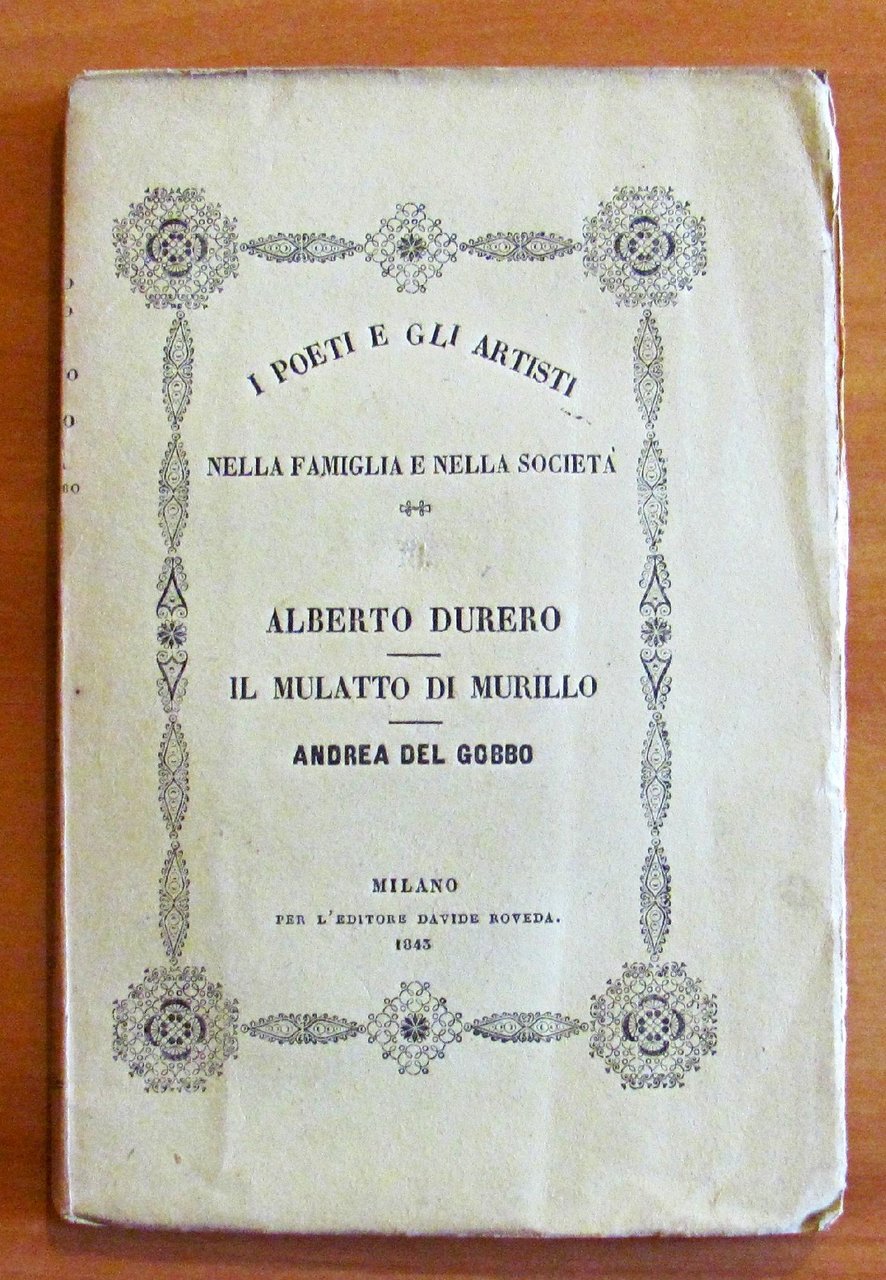 I POETI E GLI ARTISTI
NELLA FAMIGLIA E NELLA SOCIETÀ
ALBERTO DURERO
IL MULATTO DI MURILLO
ANDREA DEL GOBBO
MILANO
PER L'EDITORE DAVIDE ROVEDA.
1843